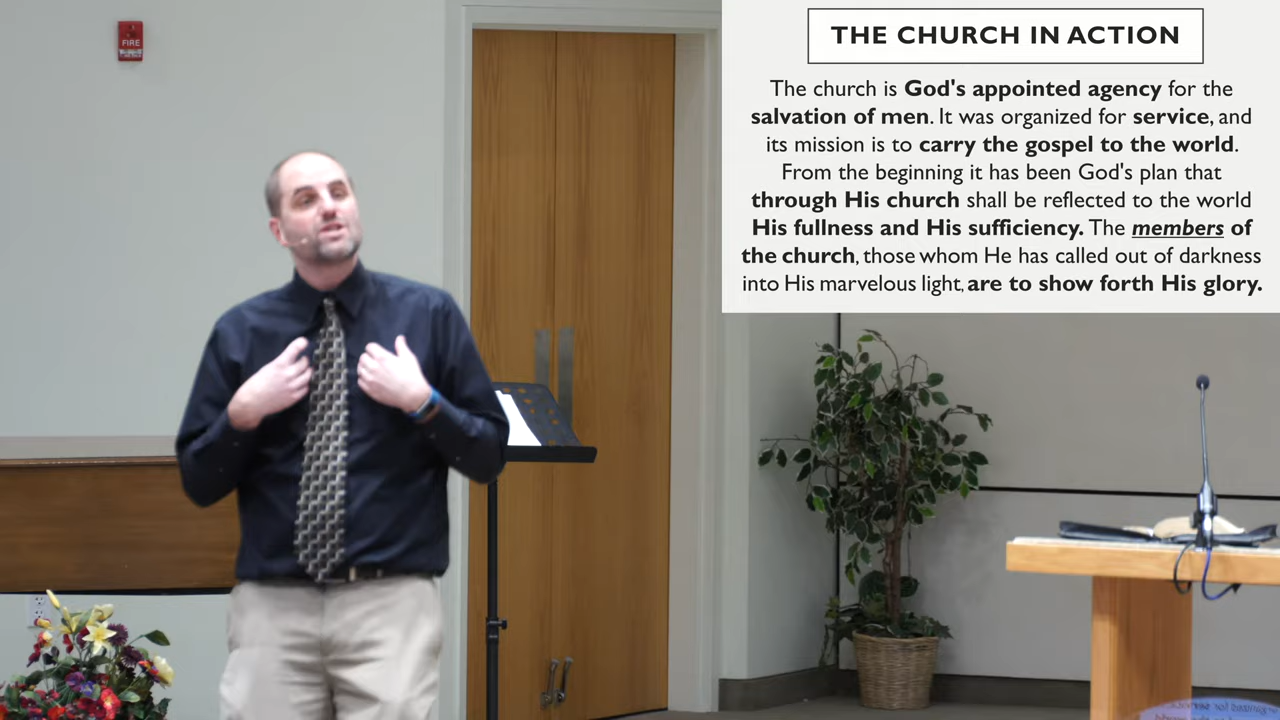 FIRE
THE CHURCH IN ACTION
The church is God's appointed agency for the
salvation of men. It was organized for service, and
its mission is to carry the gospel to the world.
From the beginning it has been God's plan that
through His church shall be reflected to the world
His fullness and His sufficiency. The members of
the church, those whom He has called out of darkness
into His marvelous light, are to show forth His glory.